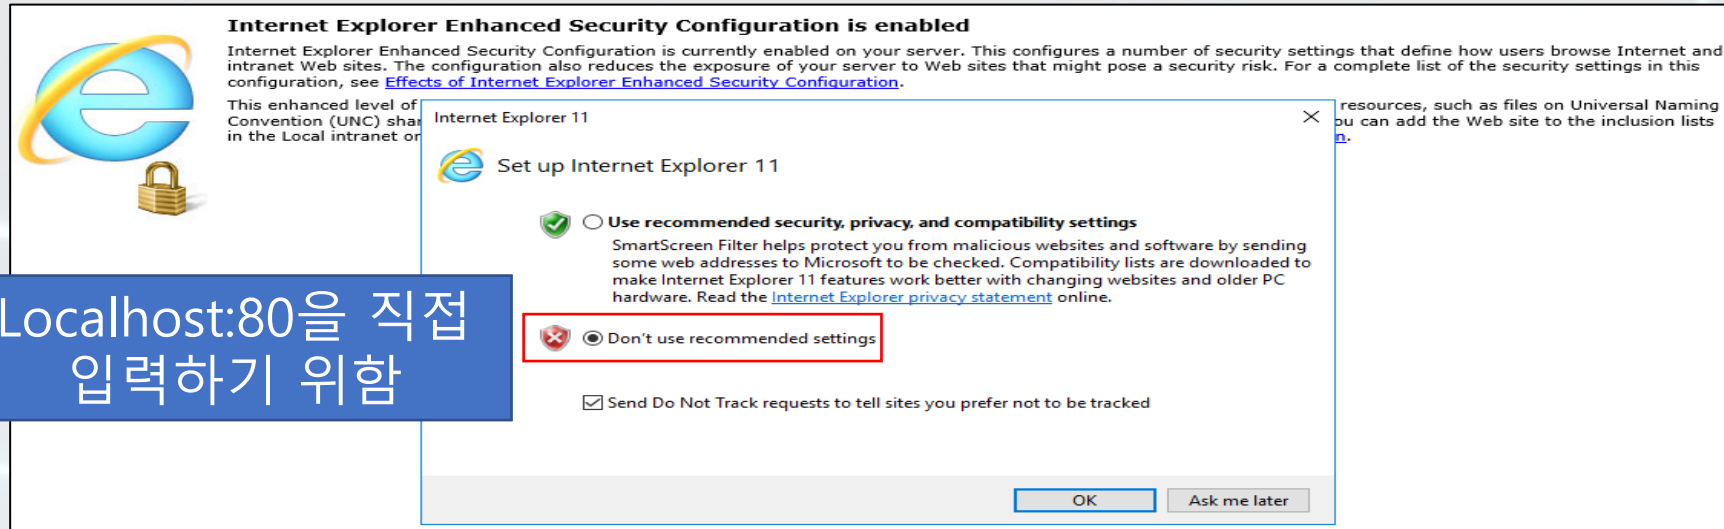 Internet Explorer Enhanced Security Configuration is enabled
Internet Explorer Enhanced Security Configuration is currently enabled on your server. This configures a number of security settings that define how users browse Internet and
intranet Web sites. The configuration also reduces the exposure of your server to Web sites that might pose a security risk. For a complete list of the security settings in this
configuration, see Effects of Internet Explorer Enhanced Security Configuration.
This enhanced level of
resources, such as files on Universal Naming
Convention (UNC) shar
ou can add the Web site to the inclusion lists
in the Local intranet or
n.
Internet Explorer 11
Set up Internet Explorer 11
Use recommended security, privacy, and compatibility settings
SmartScreen Filter helps protect you from malicious websites and software by sending
some web addresses to Microsoft to be checked. Compatibility lists are downloaded to
make Internet Explorer 11 features work better with changing websites and older PC
hardware. Read the Internet Explorer privacy statement online.
Localhost:80을 직접
입력하기 위함
Don't use recommended settings
Send Do Not Track requests to tell sites you prefer not to be tracked
OK
Ask me later